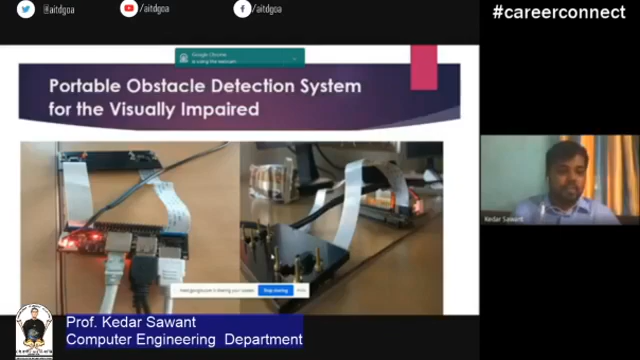 @aitdgoa
/aitdgoa
/aitdgoa
#careerconnect
Google Chrome
is using the webcam
Portable Obstacle Detection System
for the Visually Impaired
Kedar Sawant
meet.google.com is sharing your screen. Stop sharing Hide
Prof. Kedar Sawant
Computer Engineering Department